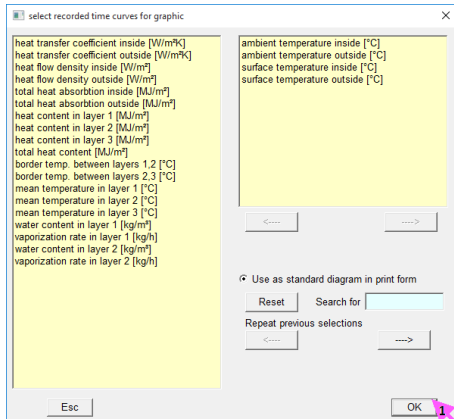 select recorded time curves for graphic
heat transfer coefficient inside [W/m²K]
heat transfer coefficient outside [W/m²K]
heat flow density inside [W/m²]
heat flow density outside [W/m²]
total heat absorbtion inside [MJ/m²]
total heat absorbtion outside [MJ/m²]
heat content in layer 1 [MJ/m²]
heat content in layer 2 [MJ/m²]
heat content in layer 3 [MJ/m²]
total heat content [MJ/m²]
border temp. between layers 1,2 [°C]
border temp. between layers 2,3 [°C]
mean temperature in layer 1 [°C]
mean temperature in layer 2 [°C]
mean temperature in layer 3 [°C]
water content in layer 1 [kg/m²]
vaporization rate in layer 1 [kg/h]
water content in layer 2 [kg/m²]
vaporization rate in layer 2 [kg/h]
ambient temperature inside [°C]
ambient temperature outside [°C]
surface temperature inside [°C]
surface temperature outside [°C]
<---- ---->
Use as standard diagram in print form
Reset Search for
Repeat previous selections
<---- ---->
Esc OK 1